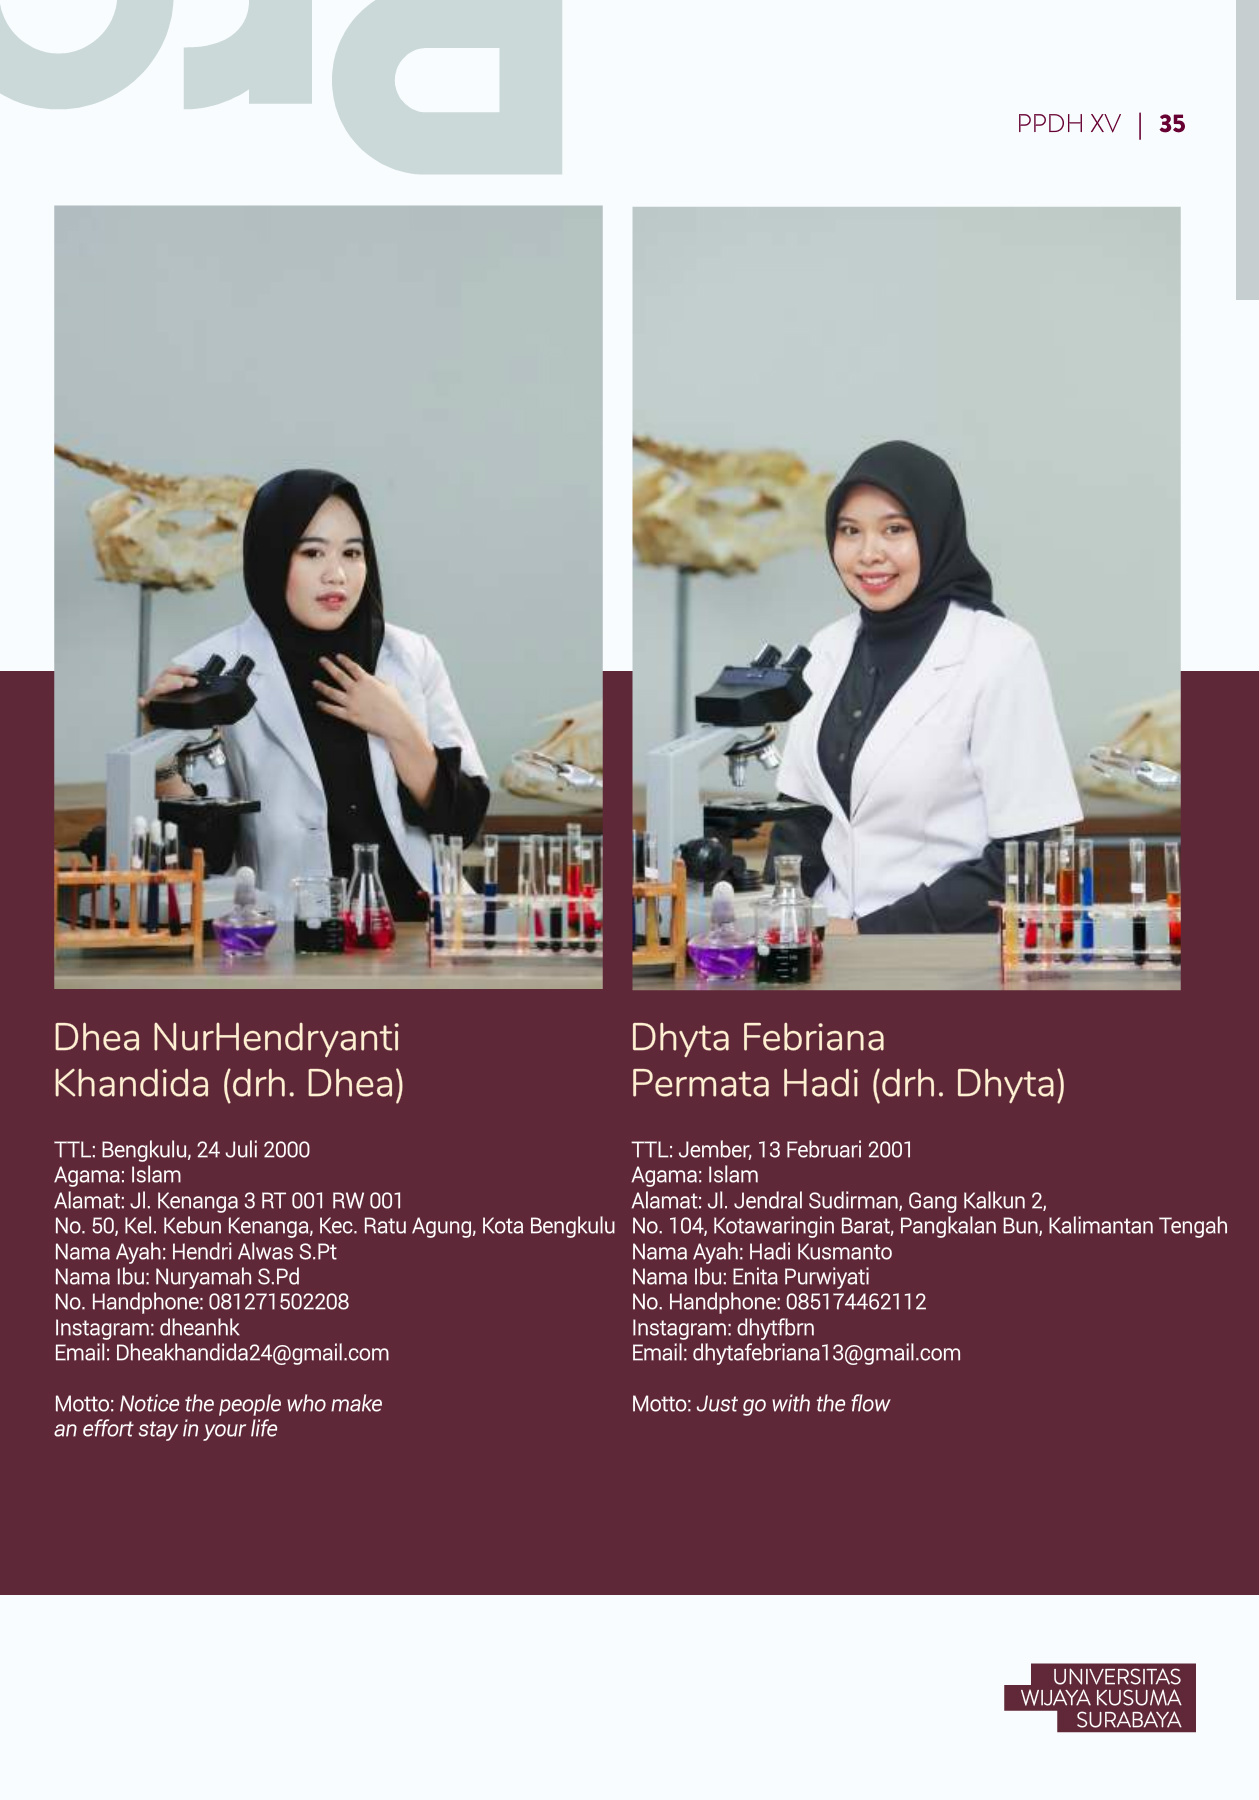 PPDH XV | 35
Dhea NurHendryanti
Khandida (drh. Dhea)
TTL: Bengkulu, 24 Juli 2000
Agama: Islam
Alamat: Jl. Kenanga 3 RT 001 RW 001
No. 50, Kel. Kebun Kenanga, Kec. Ratu Agung, Kota Bengkulu
Nama Ayah: Hendri Alwas S.Pt
Nama Ibu: Nuryamah S.Pd
No. Handphone: 081271502208
Instagram: dheanhk
Email: Dheakhandida24@gmail.com
Motto: Notice the people who make
an effort stay in your life
Dhyta Febriana
Permata Hadi (drh. Dhyta)
TTL: Jember, 13 Februari 2001
Agama: Islam
Alamat: Jl. Jendral Sudirman, Gang Kalkun 2,
No. 104, Kotawaringin Barat, Pangkalan Bun, Kalimantan Tengah
Nama Ayah: Hadi Kusmanto
Nama Ibu: Enita Purwiyati
No. Handphone: 085174462112
Instagram: dhytfbrn
Email: dhytafebriana13@gmail.com
Motto: Just go with the flow
UNIVERSITAS
WIJAYA KUSUMA
SURABAYA